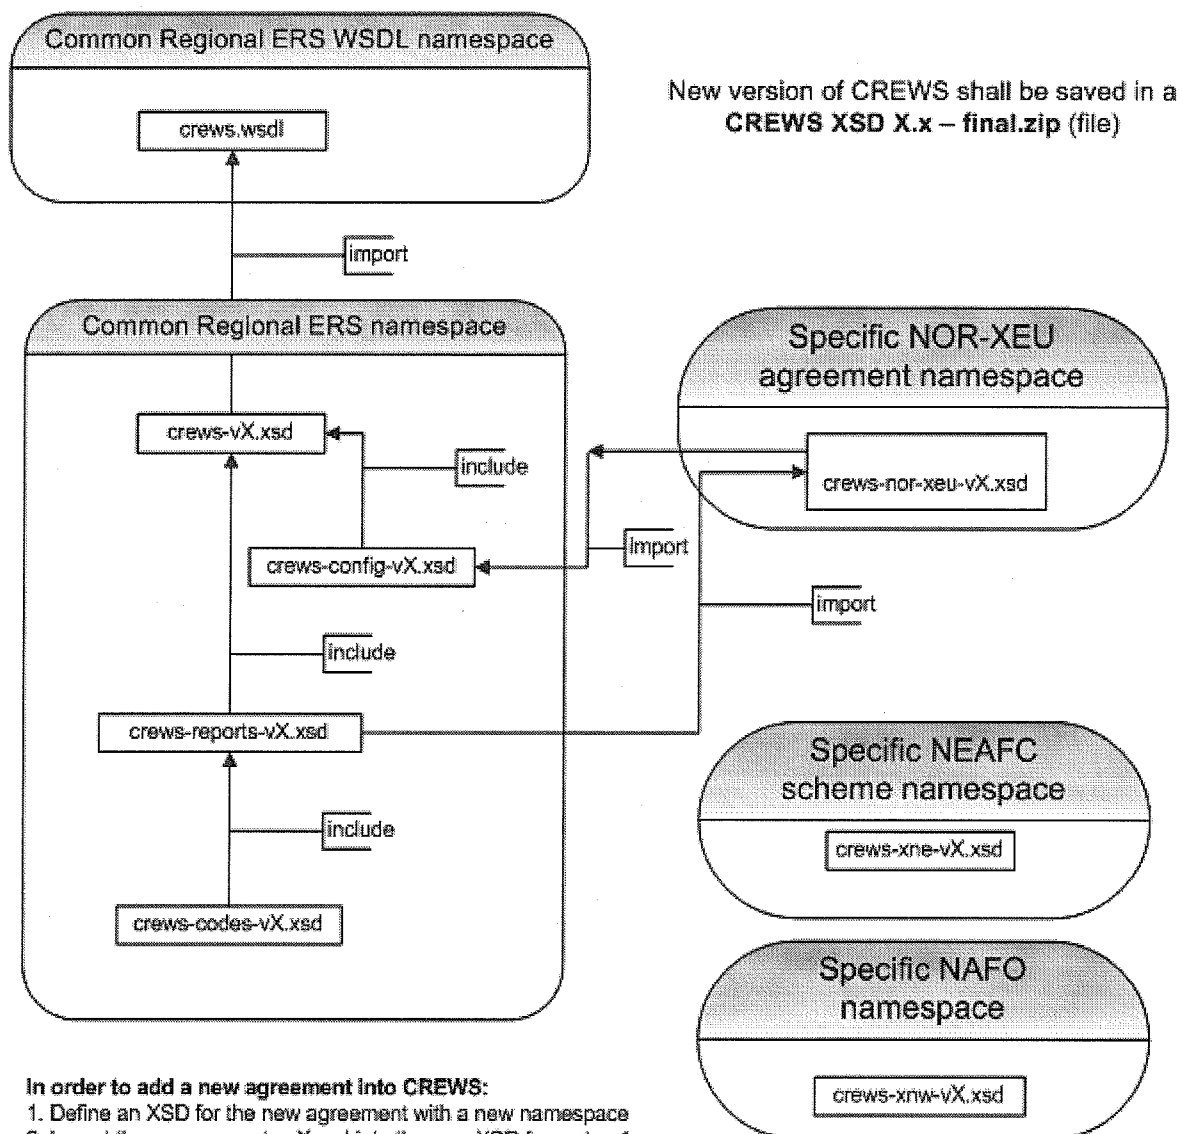 Common Regional ERS WSDL namespace
crews.wsdl
New version of CREWS shall be saved in a
CREWS XSD X.x – final.zip (file)
import
Common Regional ERS namespace
crews-vX.xsd
include
crews-config-vX.xsd
include
crews-reports-vX.xsd
include
crews-codes-vX.xsd
Specific NOR-XEU
agreement namespace
crews-nor-xeu-vX.xsd
Import
import
Specific NEAFC
scheme namespace
crews-xne-vX.xsd
Specific NAFO
namespace
crews-xnw-vX.xsd
In order to add a new agreement into CREWS:
1. Define an XSD for the new agreement with a new namespace